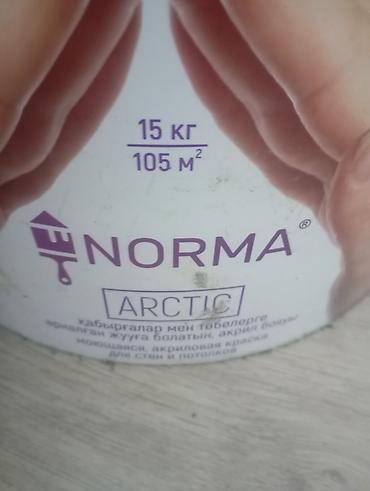 15 кг
105 м²
E NORMA®
ARCTIC
қабырғалар мен төбелерге
арналған жууға болатын, акрил бояуы
моющаяся, акриловая краска
для стен и потолков